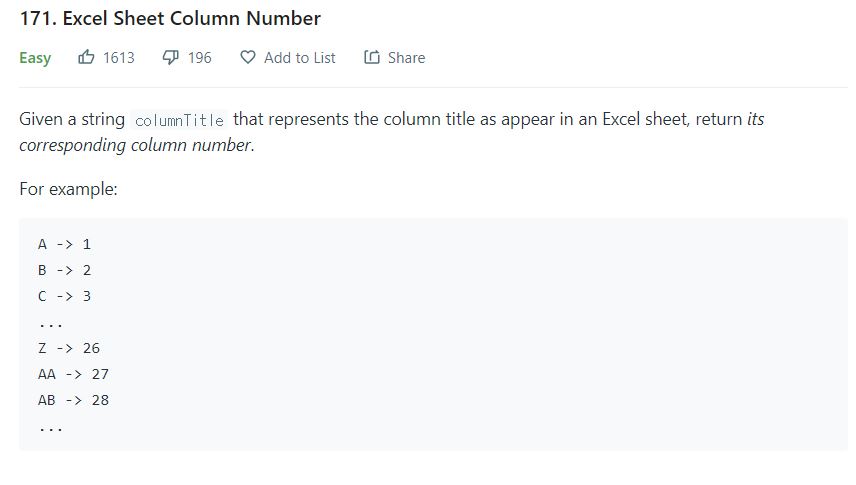 171. Excel Sheet Column Number
Easy 1613 196 Add to List Share
Given a string columnTitle that represents the column title as appear in an Excel sheet, return its
corresponding column number.
For example:
A -> 1
B -> 2
C -> 3
...
Z -> 26
AA -> 27
AB -> 28
...